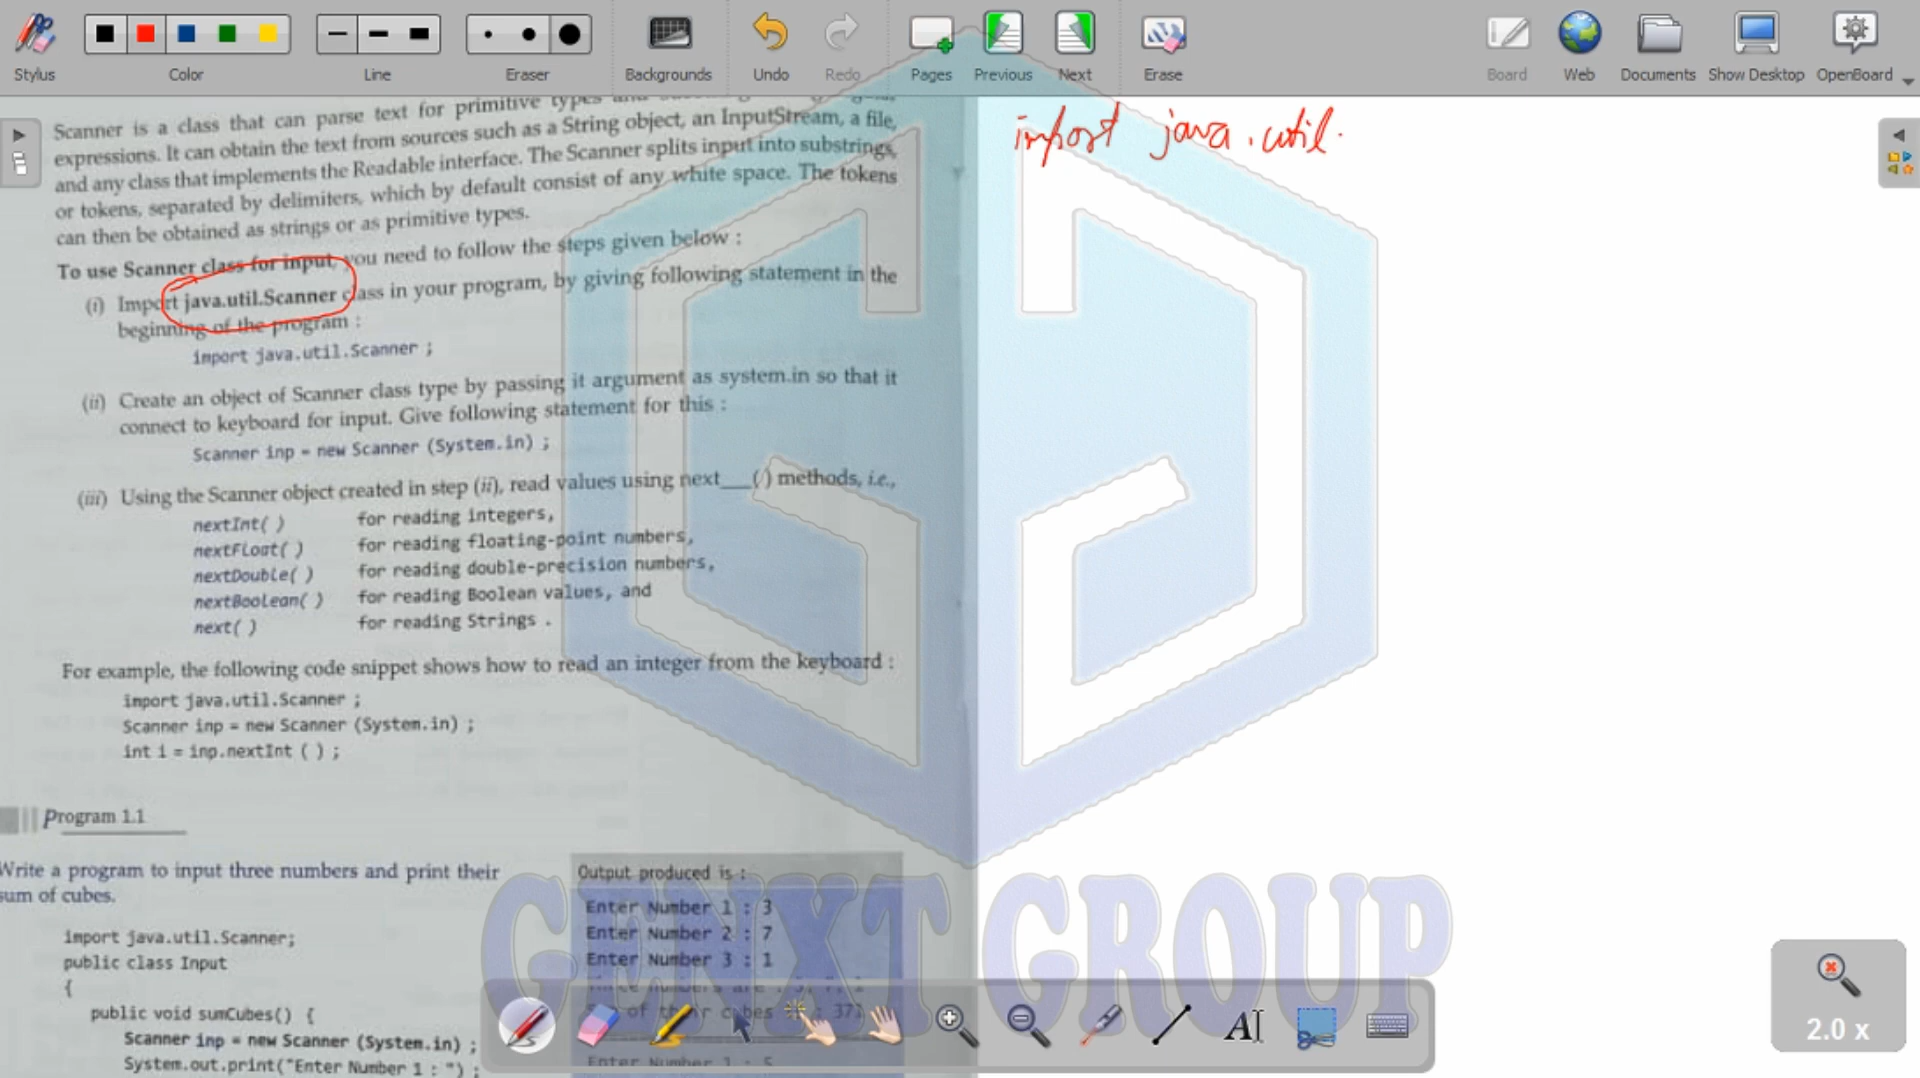 Stylus Color Line Eraser Backgrounds Undo Redo Pages Previous Next Erase Board Web Documents Show Desktop OpenBoard
Scanner is a class that can parse text for primitive types and
expressions. It can obtain the text from sources such as a String object, an InputStream, a file,
and any class that implements the Readable interface. The Scanner splits input into substrings,
or tokens, separated by delimiters, which by default consist of any white space. The tokens
can then be obtained as strings or as primitive types.
To use Scanner class for input, you need to follow the steps given below :
(i) Import java.util.Scanner class in your program, by giving following statement in the
beginning of the program :
import java.util.Scanner ;
(ii) Create an object of Scanner class type by passing it argument as system.in so that it
connect to keyboard for input. Give following statement for this :
Scanner inp = new Scanner (System.in) ;
(iii) Using the Scanner object created in step (ii), read values using next___() methods, i.e.,
nextInt( ) for reading integers,
nextFloat( ) for reading floating-point numbers,
nextDouble( ) for reading double-precision numbers,
nextBoolean( ) for reading Boolean values, and
next( ) for reading Strings .
For example, the following code snippet shows how to read an integer from the keyboard :
import java.util.Scanner ;
Scanner inp = new Scanner (System.in) ;
int i = inp.nextInt ( ) ;
Program 1.1
Write a program to input three numbers and print their
sum of cubes.
import java.util.Scanner;
public class Input
{
public void sumCubes() {
Scanner inp = new Scanner (System.in) ;
System.out.print("Enter Number 1 : ") ;
Output produced is :
Enter Number 1 : 3
Enter Number 2 : 7
Enter Number 3 : 1
of their cubes : 371
Enter Number 1 : 5
import java.util.
GENXT GROUP
2.0 x